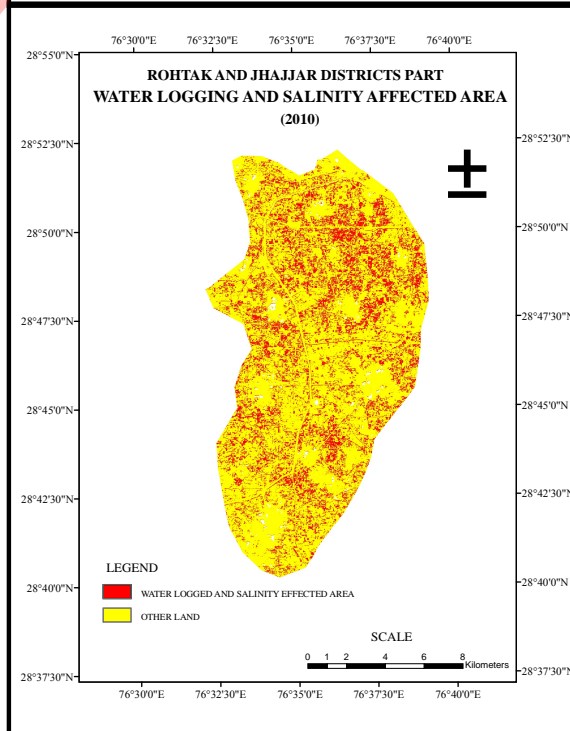 76°30'0"E 76°32'30"E 76°35'0"E 76°37'30"E 76°40'0"E
28°55'0"N
ROHTAK AND JHAJJAR DISTRICTS PART
WATER LOGGING AND SALINITY AFFECTED AREA
(2010)
28°52'30"N 28°52'30"N
28°50'0"N 28°50'0"N
28°47'30"N 28°47'30"N
28°45'0"N 28°45'0"N
28°42'30"N 28°42'30"N
28°40'0"N 28°40'0"N
LEGEND
WATER LOGGED AND SALINITY EFFECTED AREA
OTHER LAND
SCALE
0 1 2 4 6 8
Kilometers
28°37'30"N 28°37'30"N
76°30'0"E 76°32'30"E 76°35'0"E 76°37'30"E 76°40'0"E